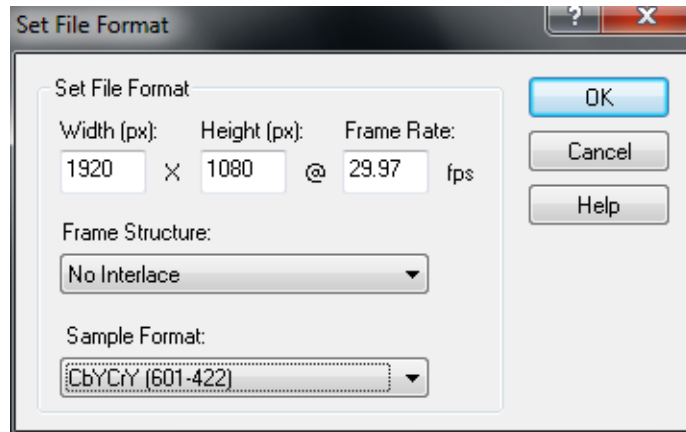 Set File Format
? X
Set File Format
OK
Width (px): Height (px): Frame Rate:
1920 X 1080 @ 29.97 fps
Cancel
Help
Frame Structure:
No Interlace
Sample Format:
CbYCrY (601-422)